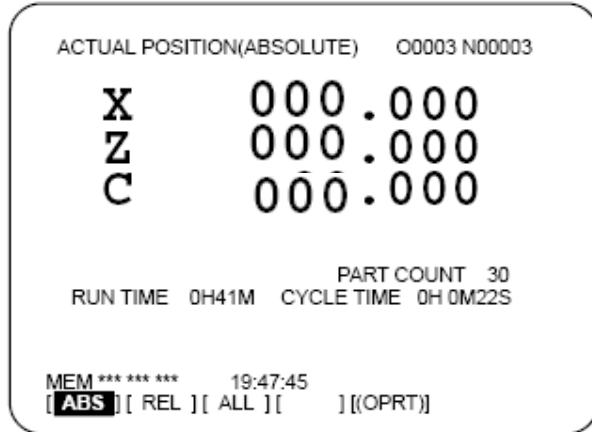 ACTUAL POSITION(ABSOLUTE) O0003 N00003
X 000.000
Z 000.000
C 000.000
PART COUNT 30
RUN TIME 0H41M CYCLE TIME 0H 0M22S
MEM *** *** *** 19:47:45
[ ABS ] [ REL ] [ ALL ] [ ] [(OPRT)]